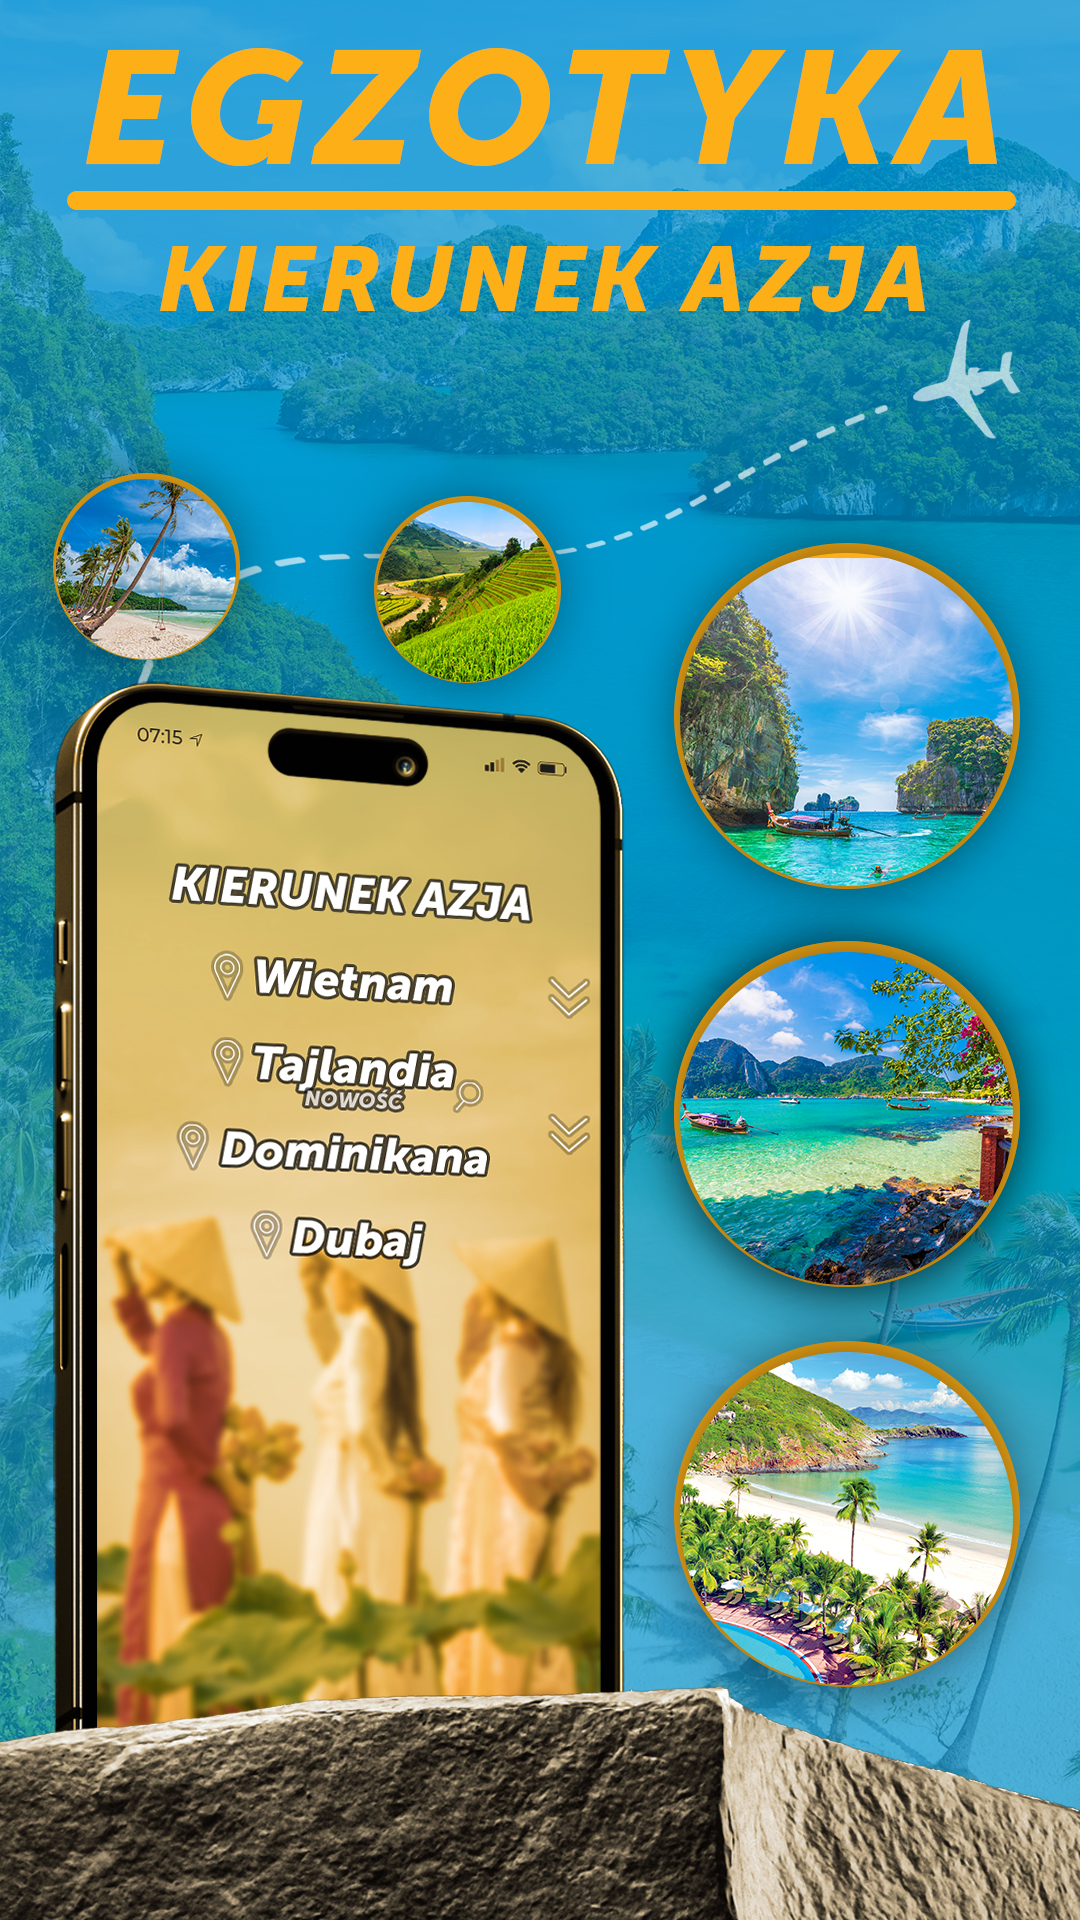 EGZOTYKA
KIERUNEK AZJA
07:15
KIERUNEK AZJA
Wietnam
Tajlandia
NOWOŚĆ
Dominikana
Dubaj